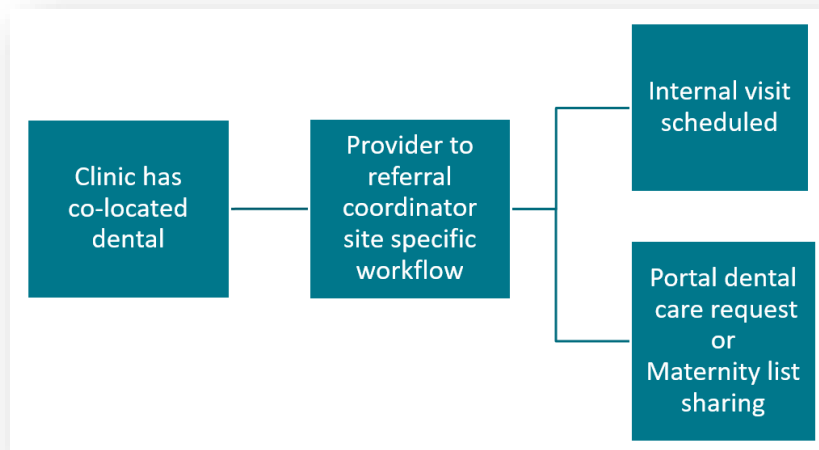 Clinic has
co-located
dental
Provider to
referral
coordinator
site specific
workflow
Internal visit
scheduled
Portal dental
care request
or
Maternity list
sharing